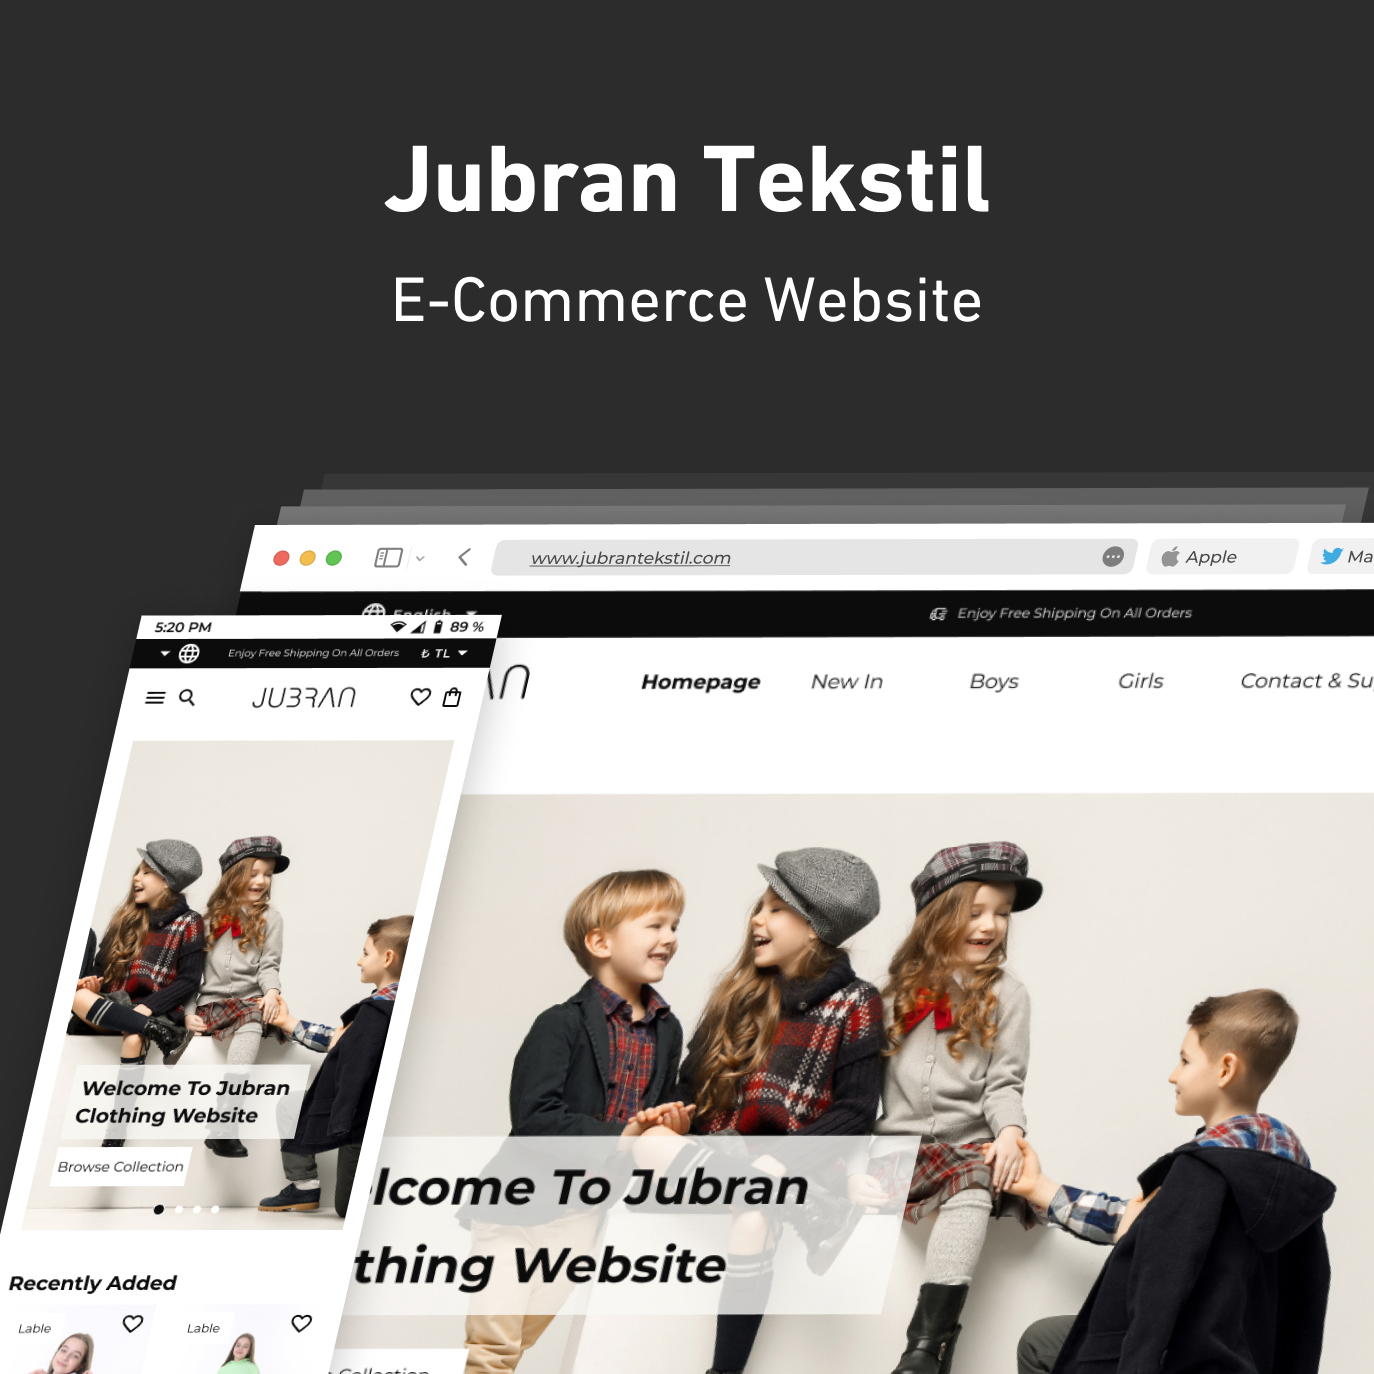 Jubran Tekstil
E-Commerce Website
www.jubrantekstil.com
Apple
Ma
English
Enjoy Free Shipping On All Orders
Homepage
New In
Boys
Girls
Contact & Su
lcome To Jubran
thing Website
Collection
5:20 PM
89 %
Enjoy Free Shipping On All Orders
₺ TL
JUBRAN
Welcome To Jubran
Clothing Website
Browse Collection
Recently Added
Lable
Lable